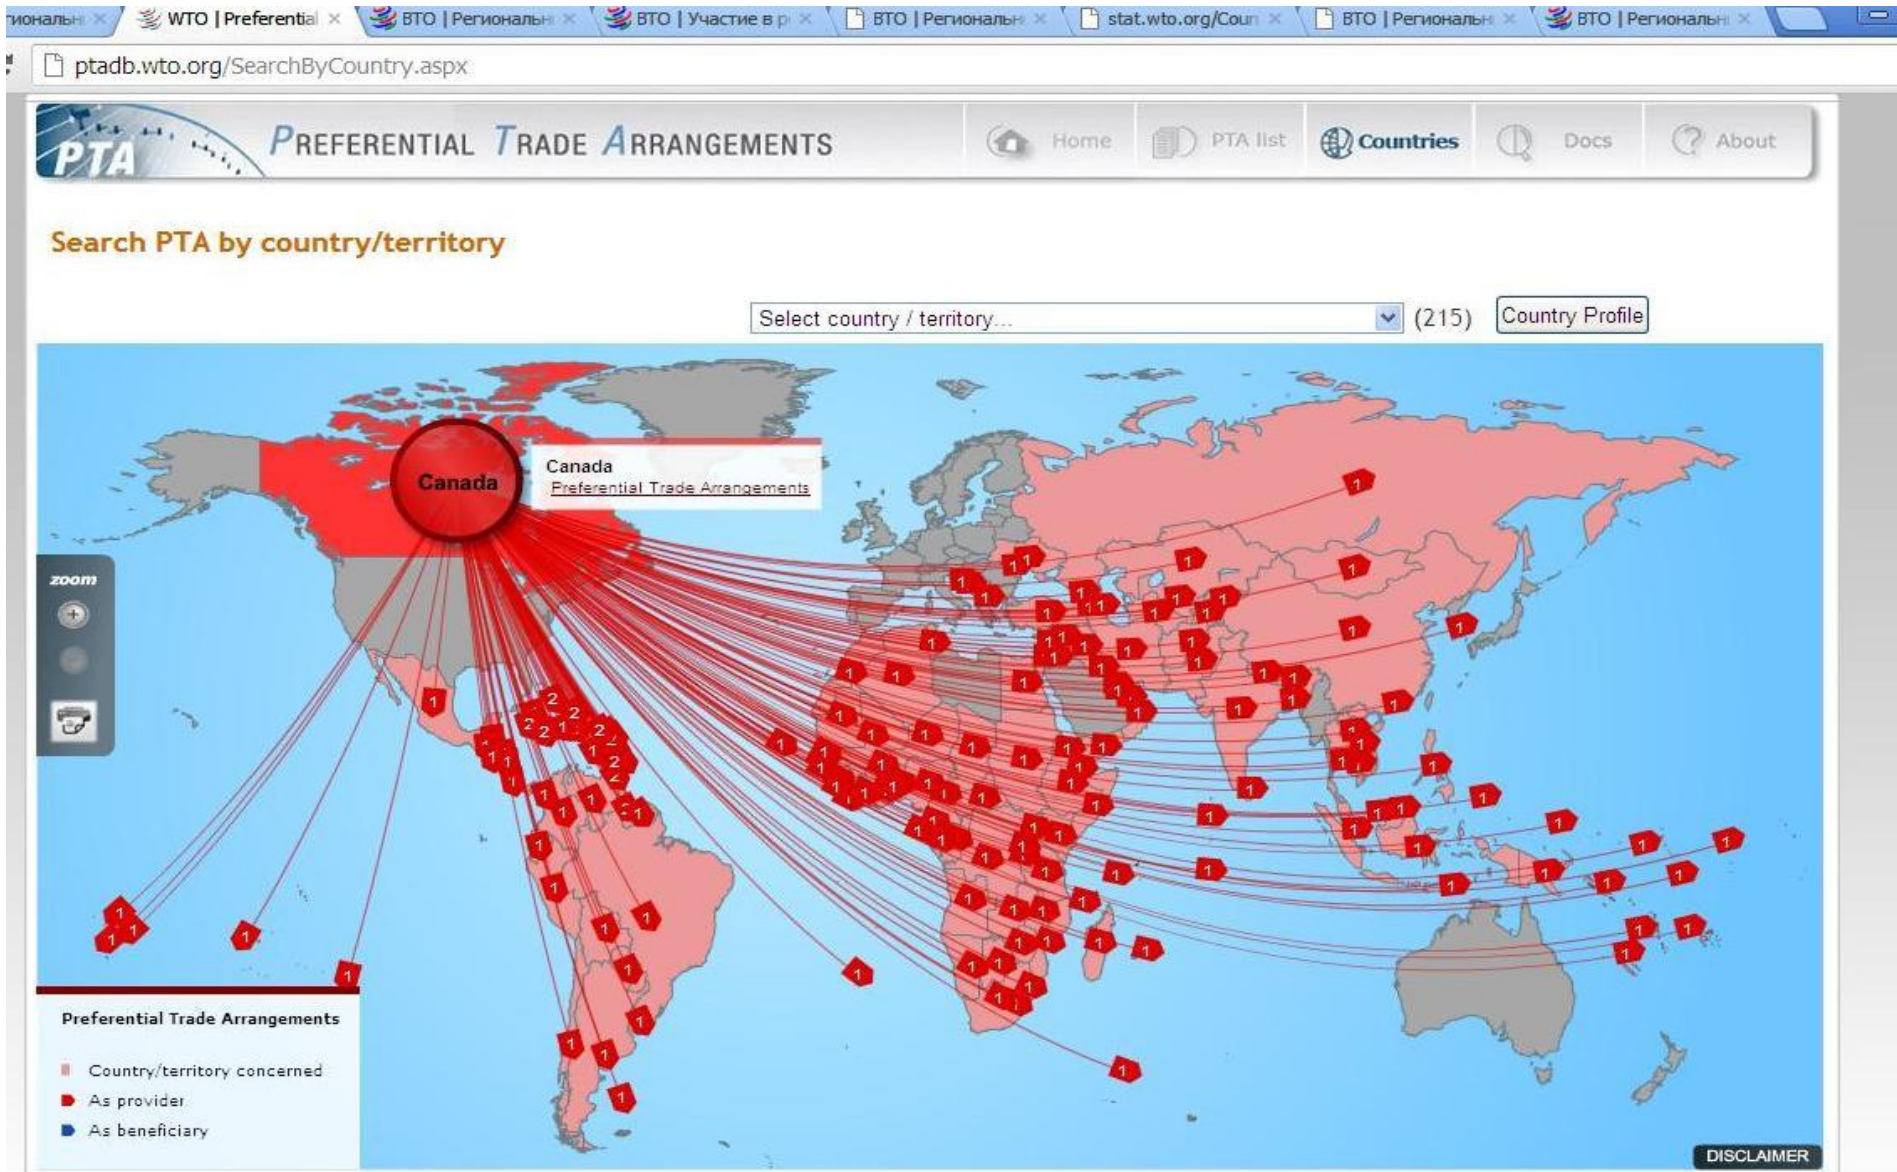 гиональн
WTO | Preferential
ВТО | Региональн
ВТО | Участие в р
ВТО | Региональн
stat.wto.org/Coun
ВТО | Региональн
ВТО | Региональн
ptadb.wto.org/SearchByCountry.aspx
PTA
PREFERENTIAL TRADE ARRANGEMENTS
Home
PTA list
Countries
Docs
About
Search PTA by country/territory
Select country / territory...
(215)
Country Profile
Canada
Canada
Preferential Trade Arrangements
zoom
Preferential Trade Arrangements
Country/territory concerned
As provider
As beneficiary
DISCLAIMER